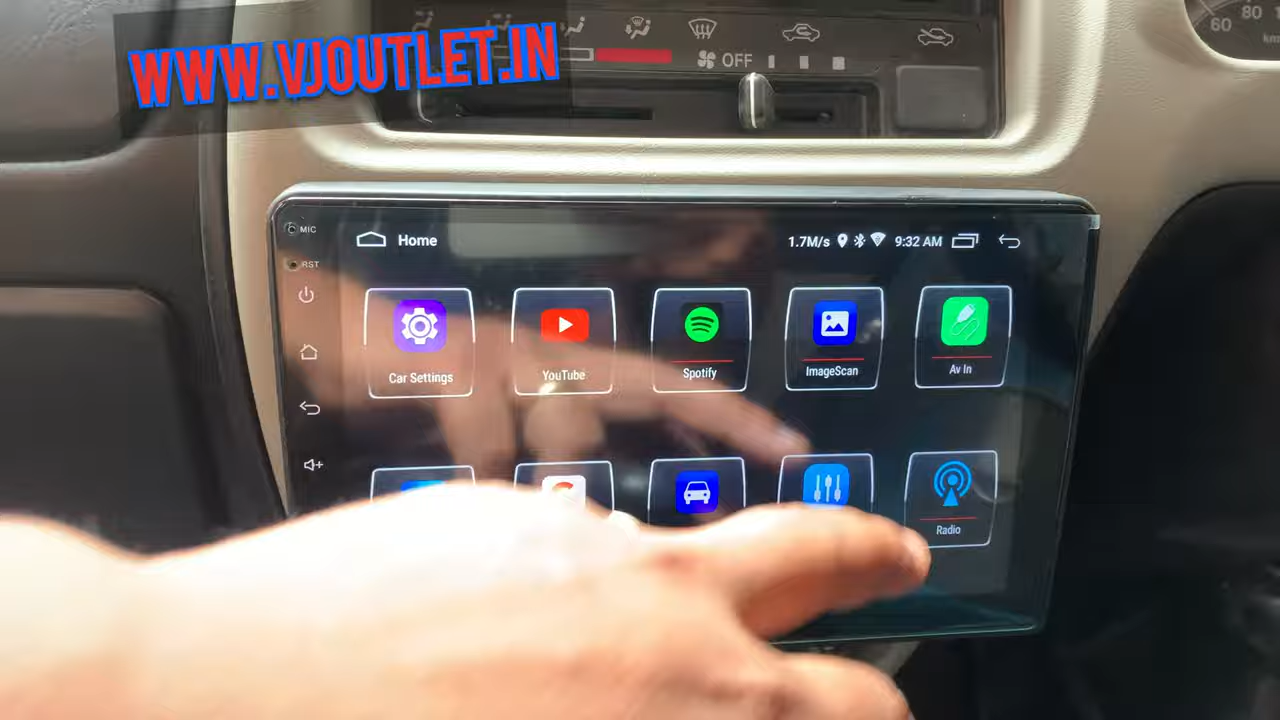 WWW.VJOUTLET.IN
OFF
60
80
km
MIC
Home
1.7M/s
9:32 AM
RST
Car Settings
YouTube
Spotify
ImageScan
Av In
Radio